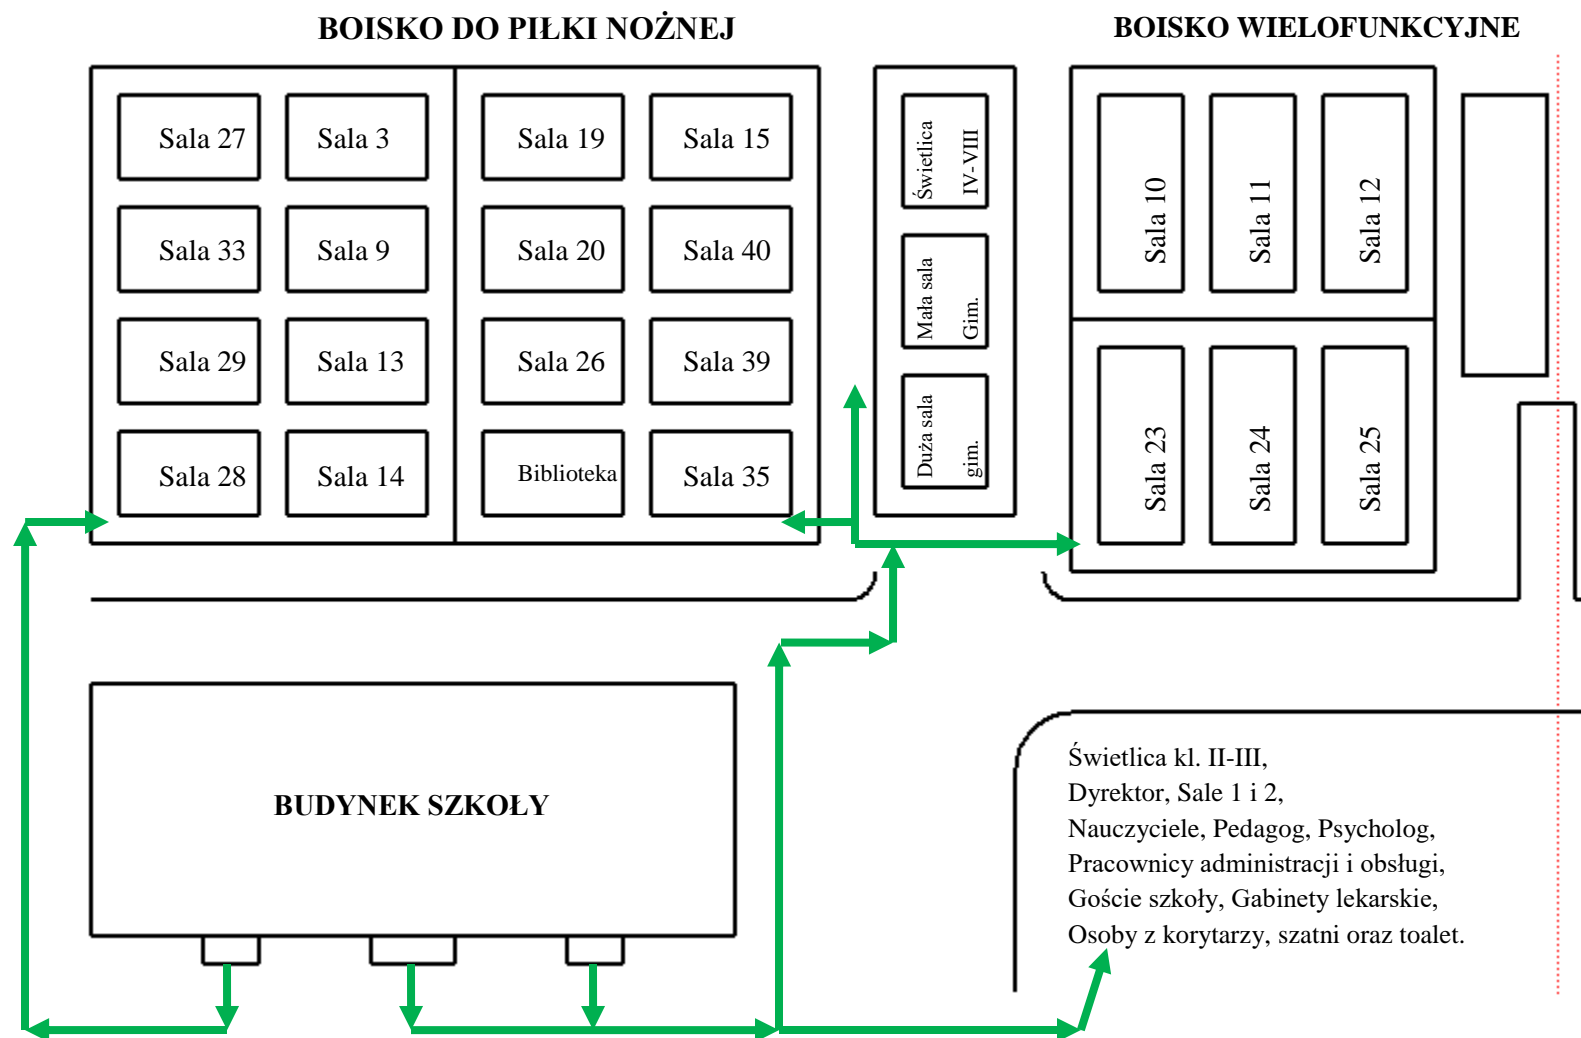 BOISKO DO PIŁKI NOŻNEJ
BOISKO WIELOFUNKCYJNE
Sala 27
Sala 3
Sala 19
Sala 15
Sala 33
Sala 9
Sala 20
Sala 40
Sala 29
Sala 13
Sala 26
Sala 39
Sala 28
Sala 14
Biblioteka
Sala 35
Świetlica
IV-VIII
Mała sala
Gim.
Duża sala
gim.
Sala 10
Sala 11
Sala 12
Sala 23
Sala 24
Sala 25
BUDYNEK SZKOŁY
Świetlica kl. II-III,
Dyrektor, Sale 1 i 2,
Nauczyciele, Pedagog, Psycholog,
Pracownicy administracji i obsługi,
Goście szkoły, Gabinety lekarskie,
Osoby z korytarzy, szatni oraz toalet.